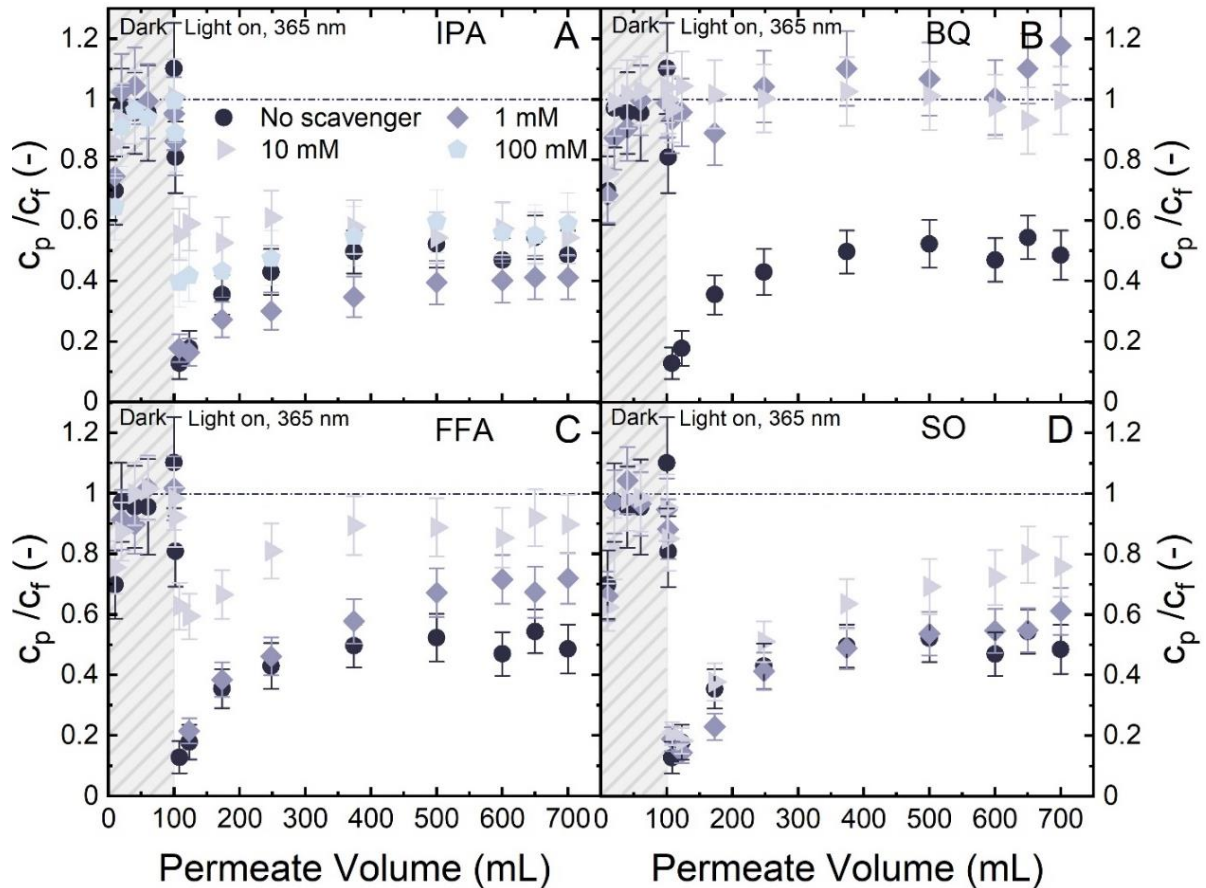 Dark Light on, 365 nm IPA A
No scavenger 1 mM
10 mM 100 mM
1.2
1
0.8
0.6
0.4
0.2
0
c_p /c_f (-)
Dark Light on, 365 nm BQ B
1.2
1
0.8
0.6
0.4
0.2
0
c_p /c_f (-)
Dark Light on, 365 nm FFA C
1.2
1
0.8
0.6
0.4
0.2
0
c_p /c_f (-)
0 100 200 300 400 500 600 700
Permeate Volume (mL)
Dark Light on, 365 nm SO D
1.2
1
0.8
0.6
0.4
0.2
0
c_p /c_f (-)
0 100 200 300 400 500 600 700
Permeate Volume (mL)